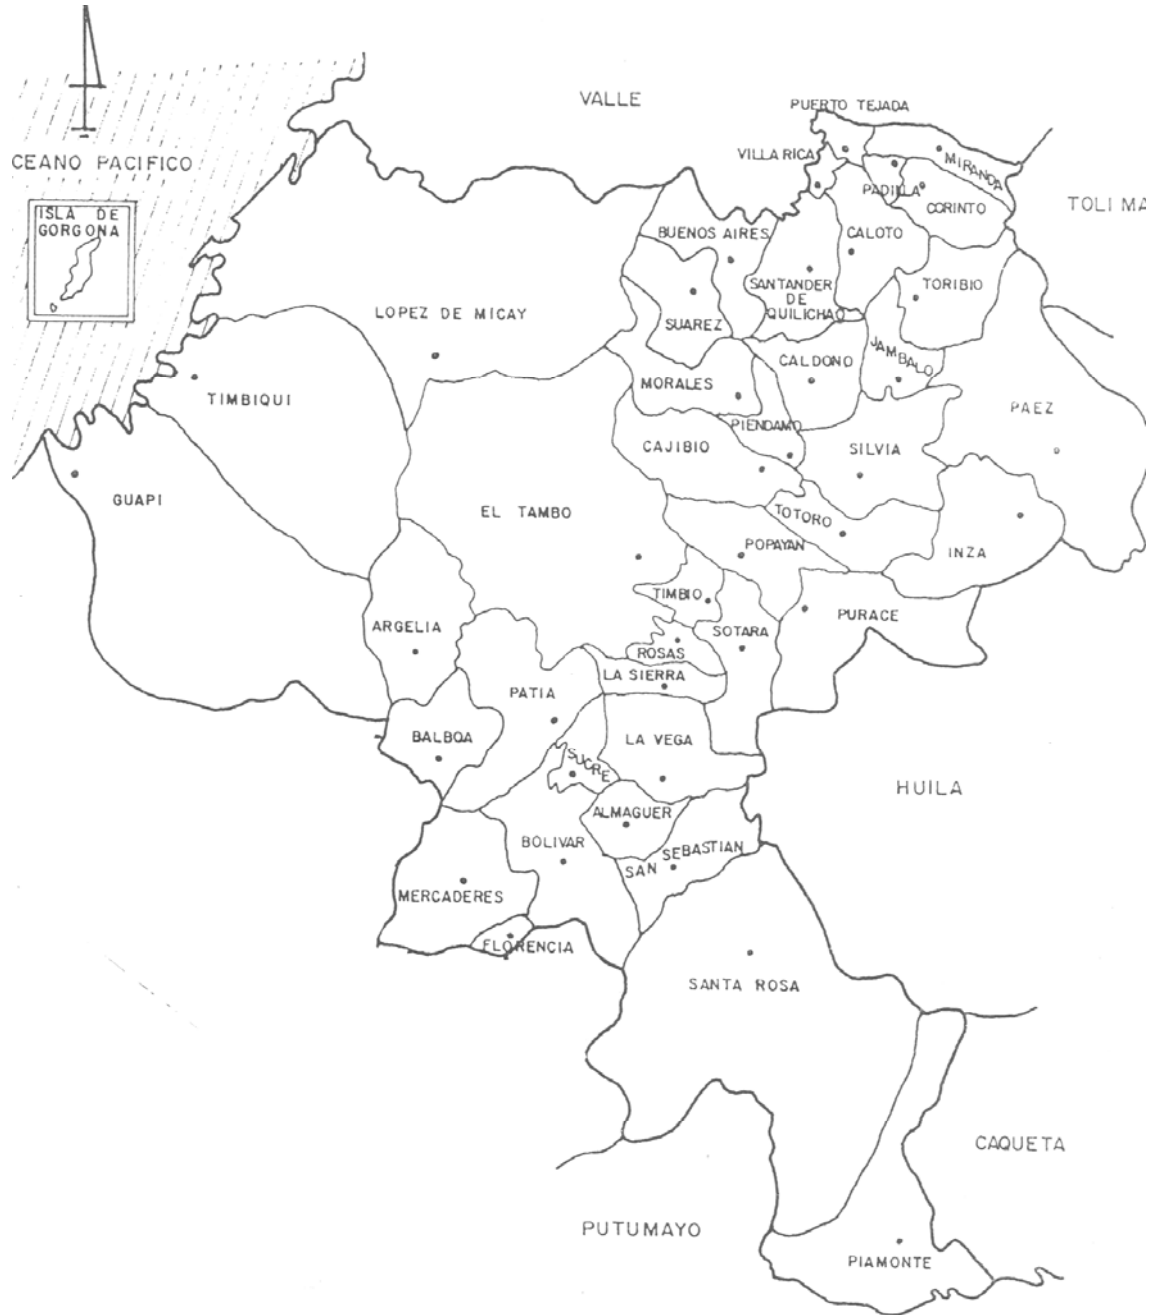 VALLE
PUERTO TEJADA
CEANO PACIFICO
VILLA RICA
MIRANDA
PADILLA
CORINTO
TOLIMA
ISLA DE
GORGONA
BUENOS AIRES
CALOTO
SANTANDER
DE
QUILICHAO
TORIBIO
LOPEZ DE MICAY
SUAREZ
JAMBALO
CALDONO
MORALES
TIMBIQUI
PAEZ
PIENDAMO
CAJIBIO
SILVIA
GUAPI
EL TAMBO
TOTORO
POPAYAN
INZA
TIMBIO
PURACE
ARGELIA
SOTARA
ROSAS
LA SIERRA
PATIA
BALBOA
LA VEGA
SUCRE
HUILA
ALMAGUER
BOLIVAR
SAN SEBASTIAN
MERCADERES
FLORENCIA
SANTA ROSA
CAQUETA
PUTUMAYO
PIAMONTE